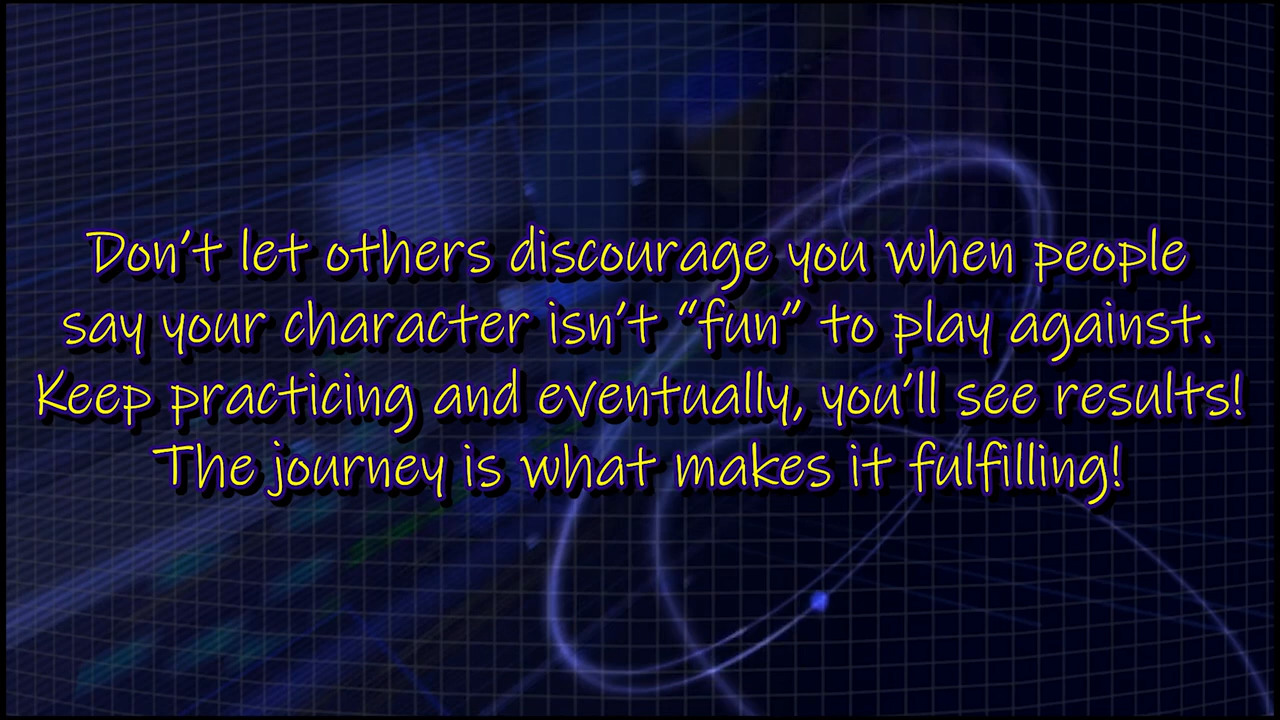 Don’t let others discourage you when people
say your character isn’t “fun” to play against.
Keep practicing and eventually, you’ll see results!
The journey is what makes it fulfilling!